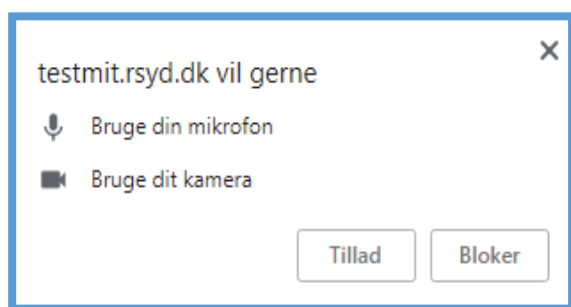 testmit.rsyd.dk vil gerne
Bruge din mikrofon
Bruge dit kamera
Tillad Bloker